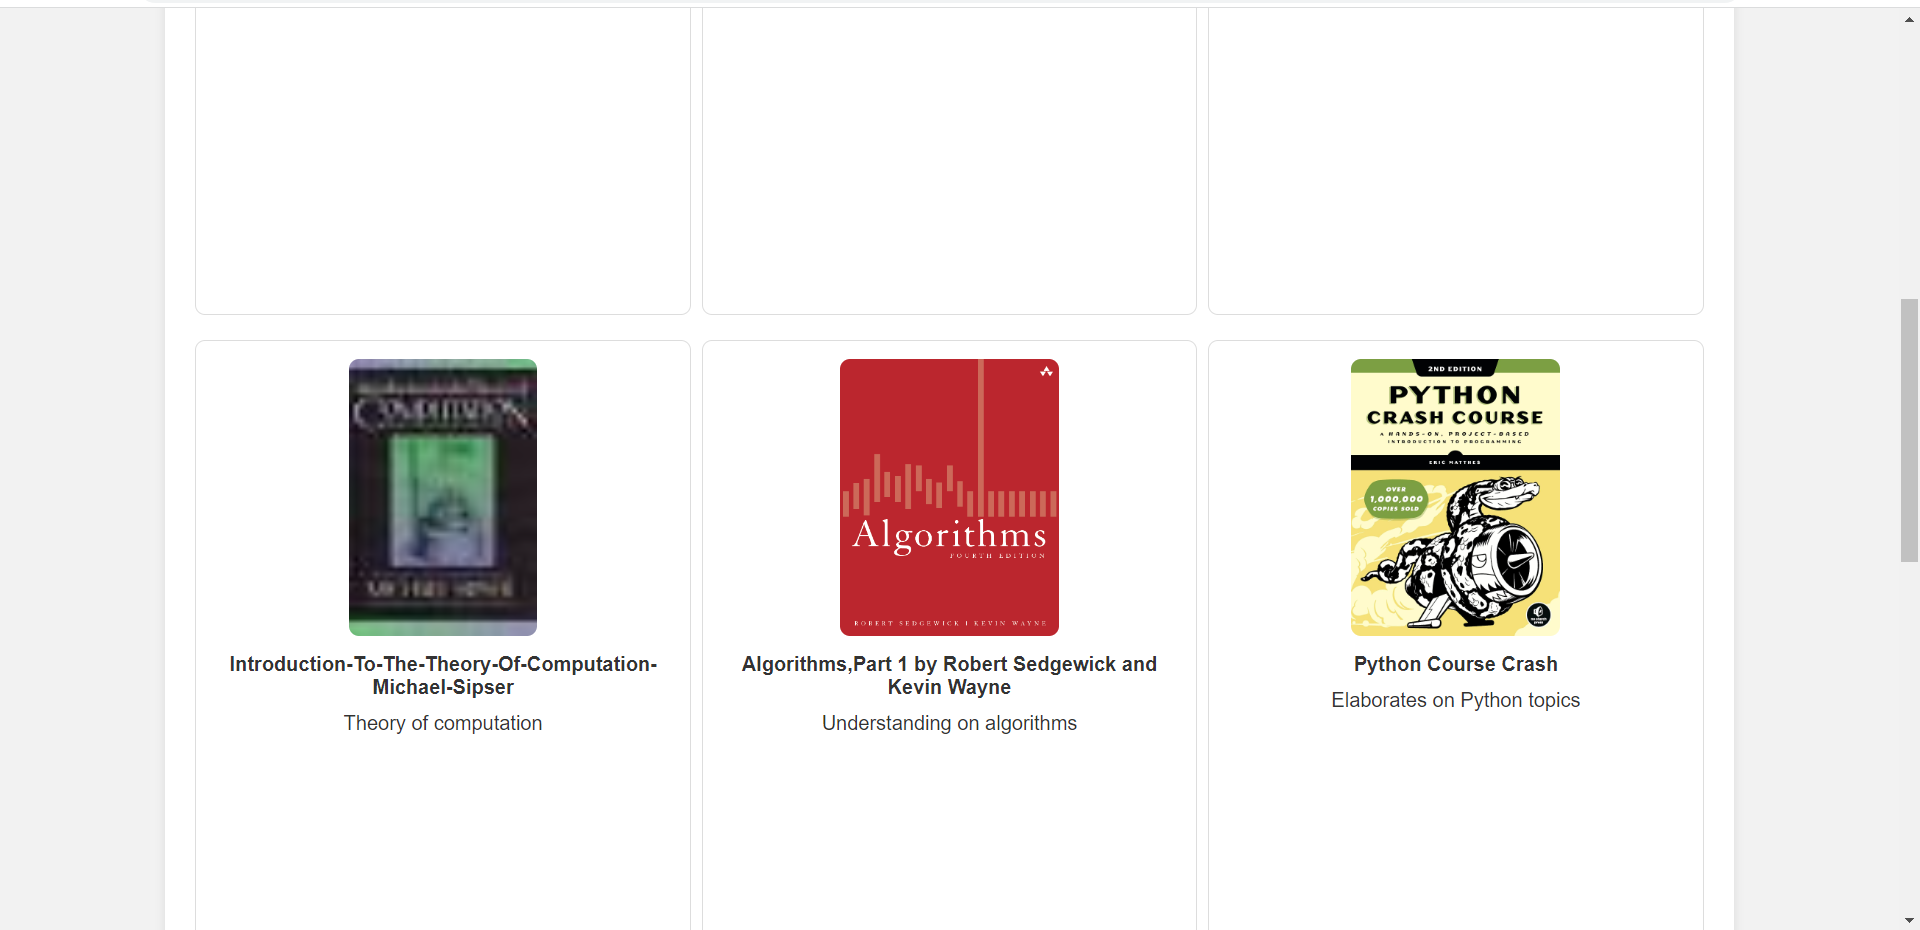 COMPUTATION
MICHAEL SIPSER
Introduction-To-The-Theory-Of-Computation-
Michael-Sipser
Theory of computation
Algorithms
FOURTH EDITION
ROBERT SEDGEWICK | KEVIN WAYNE
Algorithms,Part 1 by Robert Sedgewick and
Kevin Wayne
Understanding on algorithms
2ND EDITION
PYTHON
CRASH COURSE
A HANDS-ON, PROJECT-BASED
INTRODUCTION TO PROGRAMMING
ERIC MATTHES
OVER
1,000,000
COPIES SOLD
Python Course Crash
Elaborates on Python topics